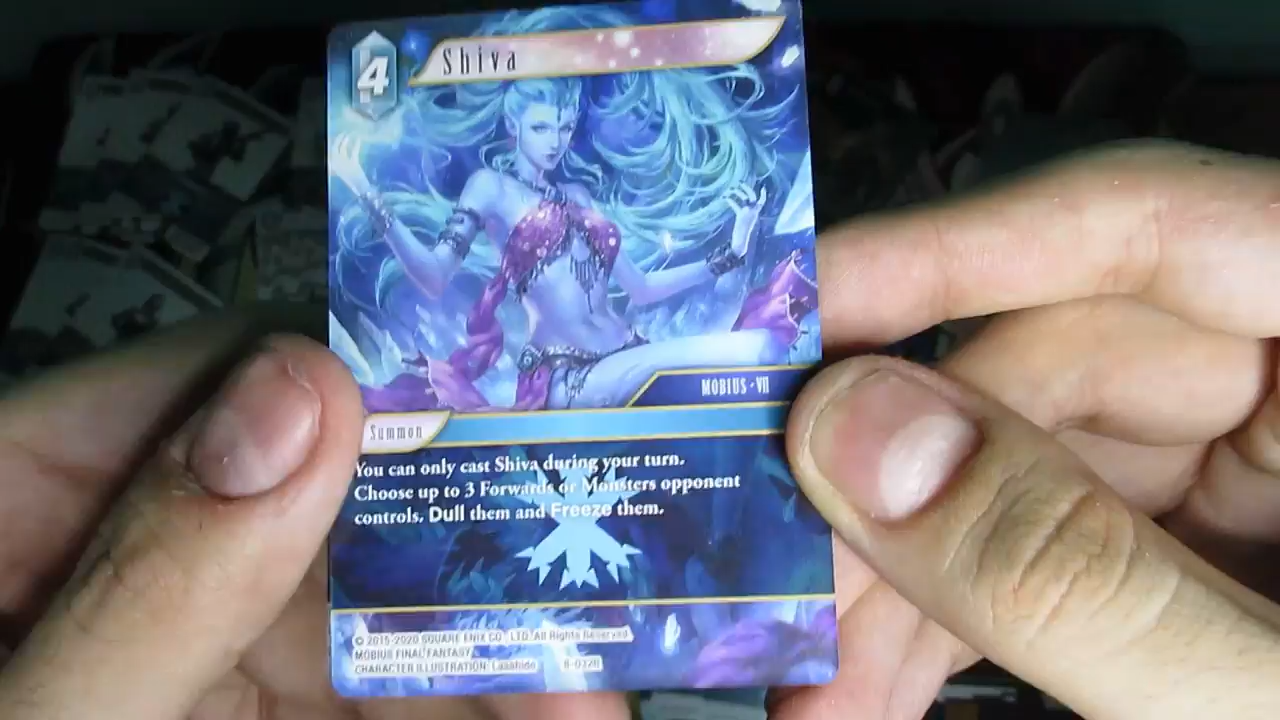 4
Shiva
MOBIUS · VII
Summon
You can only cast Shiva during your turn.
Choose up to 3 Forwards or Monsters opponent
controls. Dull them and Freeze them.
© 2015-2020 SQUARE ENIX CO., LTD. All Rights Reserved
MOBIUS FINAL FANTASY
CHARACTER ILLUSTRATION: